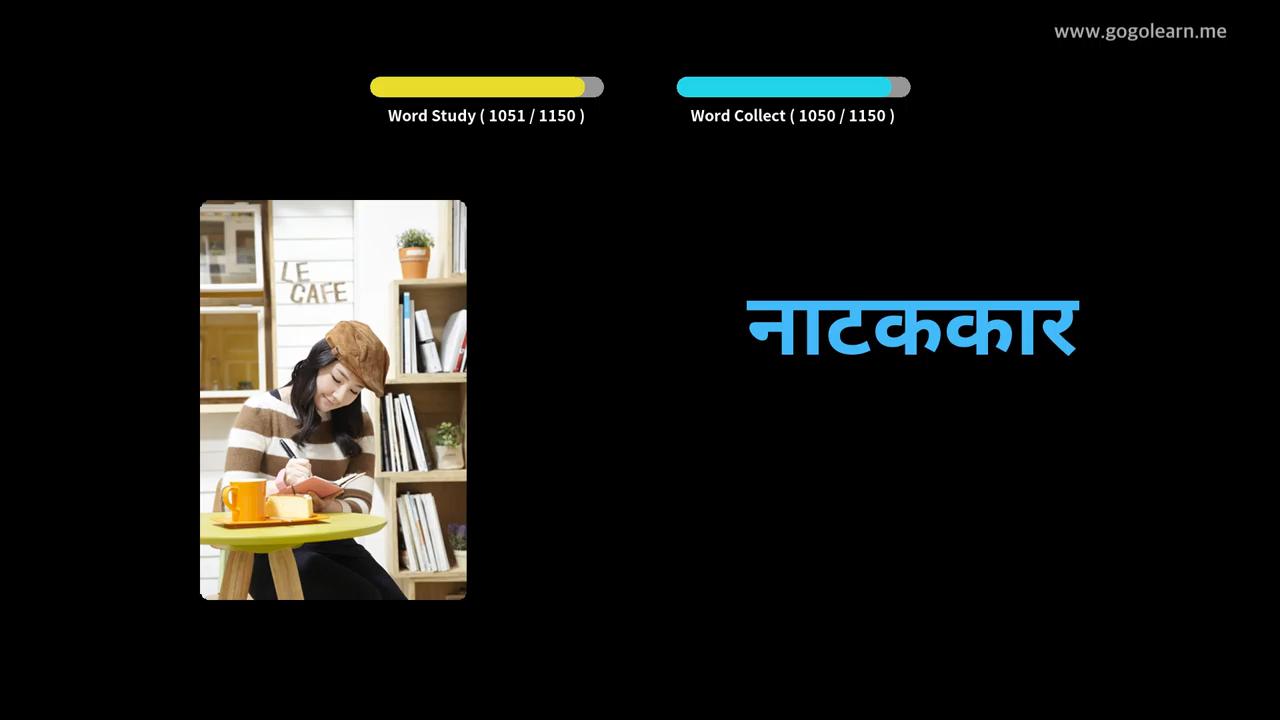 www.gogolearn.me
Word Study ( 1051 / 1150 )
Word Collect ( 1050 / 1150 )
LE
CAFE
नाटककार